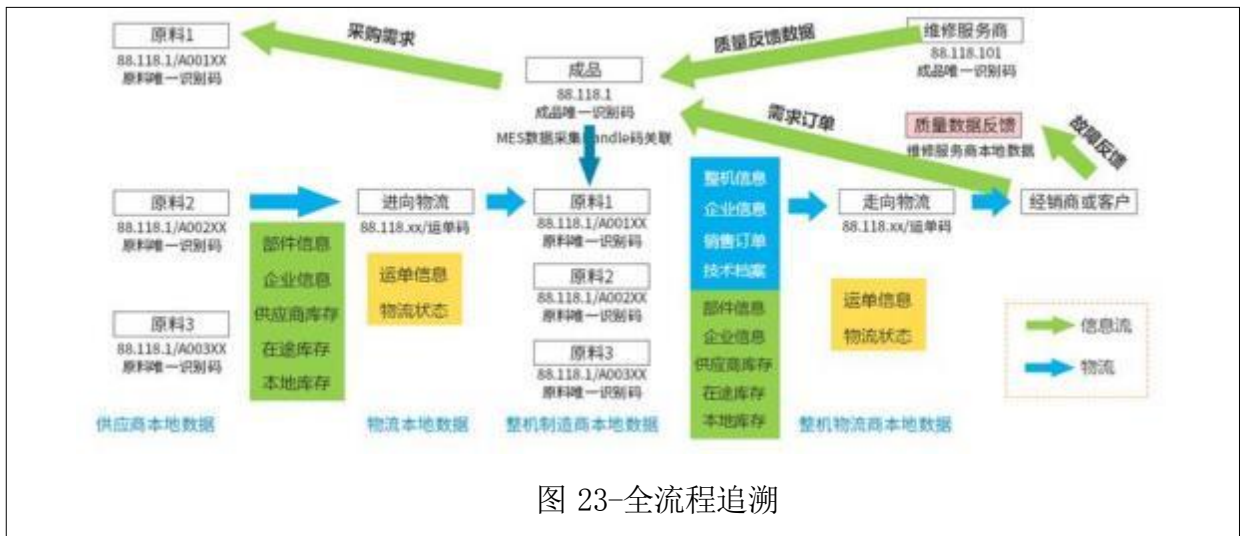 原料1
88.118.1/A001XX
原料唯一识别码
采购需求
质量反馈数据
维修服务商
88.118.101
成品唯一识别码
成品
88.118.1
成品唯一识别码
MES数据采集Handle码关联
需求订单
质量数据反馈
维修服务商本地数据
故障反馈
原料2
88.118.1/A002XX
原料唯一识别码
原料3
88.118.1/A003XX
原料唯一识别码
供应商本地数据
部件信息
企业信息
供应商库存
在途库存
本地库存
进向物流
88.118.xx/运单码
运单信息
物流状态
物流本地数据
原料1
88.118.1/A001XX
原料唯一识别码
原料2
88.118.1/A002XX
原料唯一识别码
原料3
88.118.1/A003XX
原料唯一识别码
整机制造商本地数据
整机信息
企业信息
销售订单
技术档案
部件信息
企业信息
供应商库存
在途库存
本地库存
走向物流
88.118.xx/运单码
运单信息
物流状态
整机物流商本地数据
经销商或客户
信息流
物流
图 23-全流程追溯